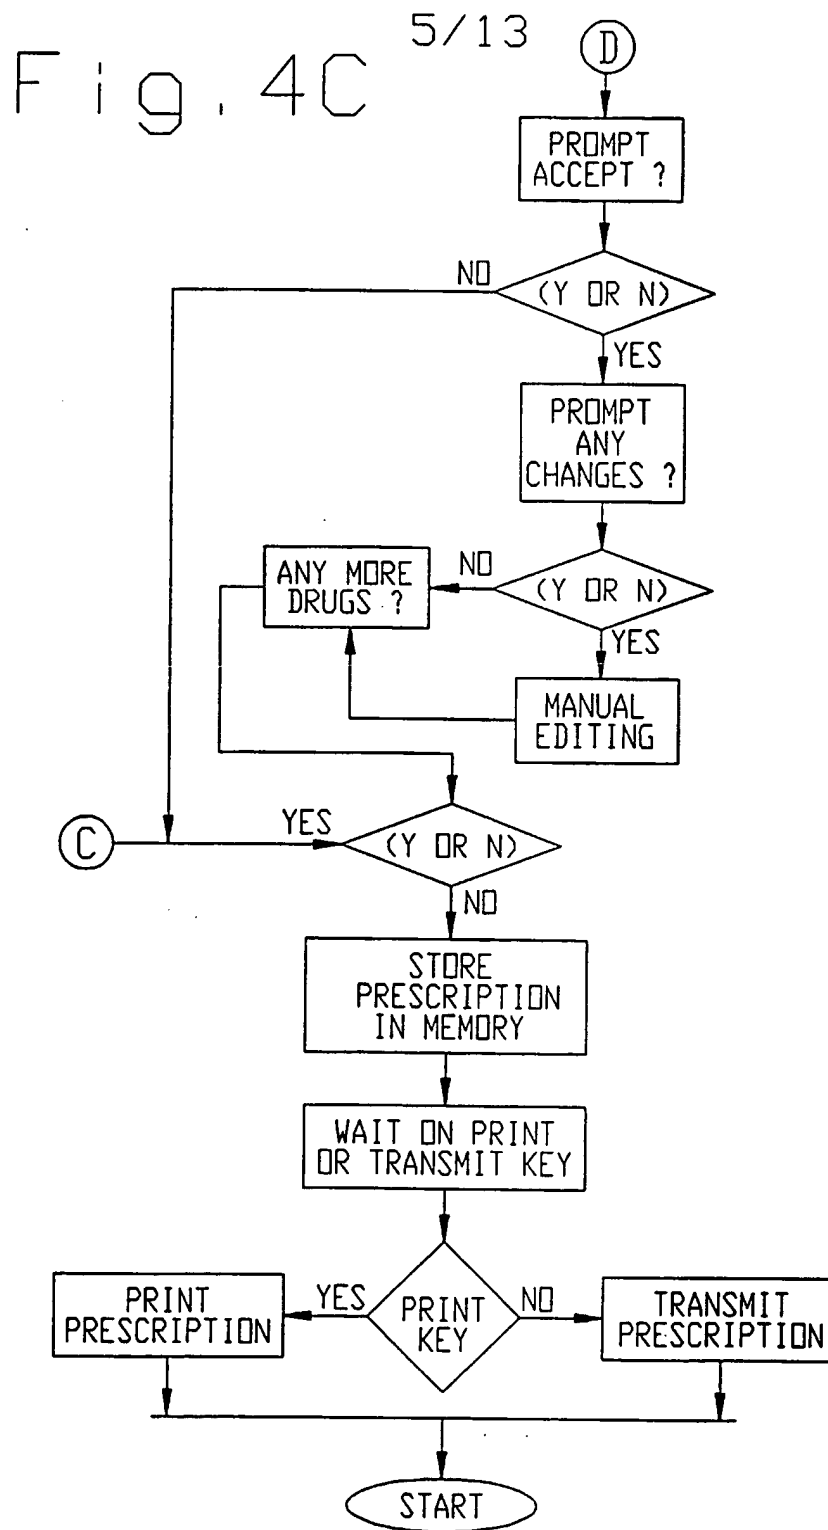 5/13
Fig. 4C
D
PROMPT
ACCEPT ?
NO
(Y OR N)
YES
PROMPT
ANY
CHANGES ?
ANY MORE
DRUGS ?
NO
(Y OR N)
YES
MANUAL
EDITING
C
YES
(Y OR N)
NO
STORE
PRESCRIPTION
IN MEMORY
WAIT ON PRINT
OR TRANSMIT KEY
PRINT
PRESCRIPTION
YES
PRINT
KEY
NO
TRANSMIT
PRESCRIPTION
START